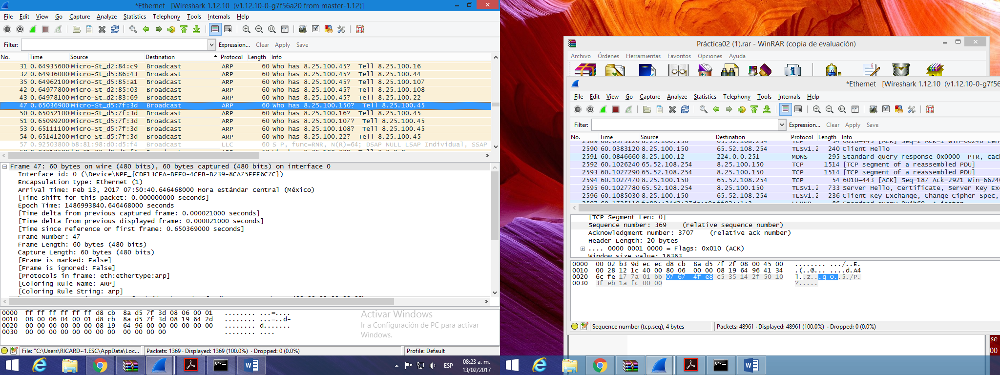 *Ethernet [Wireshark 1.12.10 (v1.12.10-0-g7f56a20 from master-1.12)]
File Edit View Go Capture Analyze Statistics Telephony Tools Internals Help
Filter: Expression... Clear Apply Save
No. Time Source Destination Protocol Length Info
31 0.64935600 Micro-St_d2:84:c9 Broadcast ARP 60 Who has 8.25.100.45? Tell 8.25.100.16
32 0.64936000 Micro-St_d5:86:43 Broadcast ARP 60 Who has 8.25.100.45? Tell 8.25.100.44
35 0.64962100 Micro-St_d5:85:a1 Broadcast ARP 60 Who has 8.25.100.45? Tell 8.25.100.107
42 0.64977800 Micro-St_d2:85:03 Broadcast ARP 60 Who has 8.25.100.45? Tell 8.25.100.108
43 0.64978100 Micro-St_d2:83:69 Broadcast ARP 60 Who has 8.25.100.45? Tell 8.25.100.22
47 0.65036900 Micro-St_d5:7f:3d Broadcast ARP 60 Who has 8.25.100.150? Tell 8.25.100.45
50 0.65052100 Micro-St_d5:7f:3d Broadcast ARP 60 Who has 8.25.100.16? Tell 8.25.100.45
51 0.65099200 Micro-St_d5:7f:3d Broadcast ARP 60 Who has 8.25.100.107? Tell 8.25.100.45
53 0.65111100 Micro-St_d5:7f:3d Broadcast ARP 60 Who has 8.25.100.108? Tell 8.25.100.45
54 0.65141200 Micro-St_d5:7f:3d Broadcast ARP 60 Who has 8.25.100.22? Tell 8.25.100.45
57 0.92503800 b8:81:98:d0:d5:f4 Broadcast LLC 60 S P, func=RNR, N(R)=64; DSAP NULL LSAP Individual, SSAP
Frame 47: 60 bytes on wire (480 bits), 60 bytes captured (480 bits) on interface 0
Interface id: 0 (\Device\NPF_{CDE13CEA-BFF0-4CEB-B239-8CA75EFE6C7C})
Encapsulation type: Ethernet (1)
Arrival Time: Feb 13, 2017 07:50:40.646468000 Hora estándar central (México)
[Time shift for this packet: 0.000000000 seconds]
Epoch Time: 1486993840.646468000 seconds
[Time delta from previous captured frame: 0.000021000 seconds]
[Time delta from previous displayed frame: 0.000021000 seconds]
[Time since reference or first frame: 0.650369000 seconds]
Frame Number: 47
Frame Length: 60 bytes (480 bits)
Capture Length: 60 bytes (480 bits)
[Frame is marked: False]
[Frame is ignored: False]
[Protocols in frame: eth:ethertype:arp]
[Coloring Rule Name: ARP]
[Coloring Rule String: arp]
0000 ff ff ff ff ff ff d8 cb 8a d5 7f 3d 08 06 00 01 ........ ...=....
0010 08 00 06 04 00 01 d8 cb 8a d5 7f 3d 08 19 64 2d ........ ...=..d-
0020 00 00 00 00 00 00 08 19 64 96 00 00 00 00 00 00 ........ d.......
0030 00 00 00 00 00 00 00 00 00 00 00 00 ........ ....
Activar Windows
Ir a Configuración de PC para activar
Windows.
File: "C:\Users\RICARD~1.ESC\AppData\Loc... Packets: 1369 · Displayed: 1369 (100.0%) · Dropped: 0 (0.0%) Profile: Default
ESP 08:23 a. m.
13/02/2017
Práctica02 (1).rar - WinRAR (copia de evaluación)
Archivo Órdenes Herramientas Favoritos Opciones Ayuda
*Ethernet [Wireshark 1.12.10 (v1.12.10-0-g7f56
File Edit View Go Capture Analyze Statistics Telephony Tools Internals Help
Filter: Expression... Clear Apply Save
No. Time Source Destination Protocol Length Info
2590 60.0383120 8.25.100.150 65.52.108.254 TLSv1.2 240 Client Hello
2591 60.0846660 8.25.100.12 224.0.0.251 MDNS 295 Standard query response 0x0000 PTR, cac
2592 60.1026240 65.52.108.254 8.25.100.150 TCP 1514 [TCP segment of a reassembled PDU]
2593 60.1027290 65.52.108.254 8.25.100.150 TCP 1514 [TCP segment of a reassembled PDU]
2594 60.1027470 8.25.100.150 65.52.108.254 TCP 54 6010→443 [ACK] Seq=187 Ack=2921 Win=6624
2595 60.1027780 65.52.108.254 8.25.100.150 TLSv1.2 733 Server Hello, Certificate, Server Key Ex
2596 60.1085030 8.25.100.150 65.52.108.254 TLSv1.2 236 Client Key Exchange, Change Cipher Spec,
[TCP Segment Len: 0]
Sequence number: 369 (relative sequence number)
Acknowledgment number: 3707 (relative ack number)
Header Length: 20 bytes
.... 0000 0001 0000 = Flags: 0x010 (ACK)
Window size value: 16363
0000 00 02 b3 9d ec ec d8 cb 8a d5 7f 2f 08 00 45 00 ........ .../..E.
0010 00 28 12 1c 40 00 80 06 00 00 08 19 64 96 41 34 .(..@... ....d.A4
0020 6c fe 17 7a 01 bb 07 67 4f e8 c5 35 14 2f 50 10 l..z...g O..5./P.
0030 3f eb 1a fc 00 00 ?.....
Sequence number (tcp.seq), 4 bytes Packets: 48961 · Displayed: 48961 (100.0%) · Dropped: 0 (0.0%)
ise
00